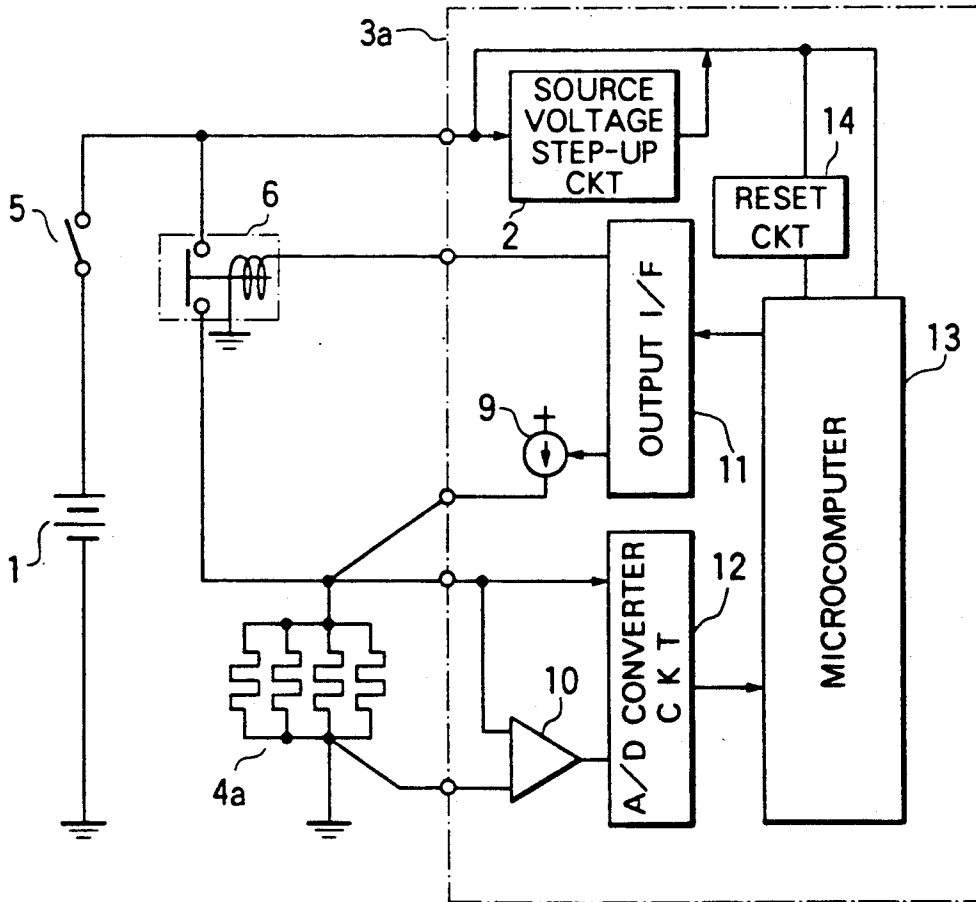 3a
SOURCE
VOLTAGE
STEP-UP
CKT
2
14
RESET
CKT
5
6
OUTPUT I/F
11
13
MICROCOMPUTER
9
1
A/D CONVERTER
CKT
12
10
4a